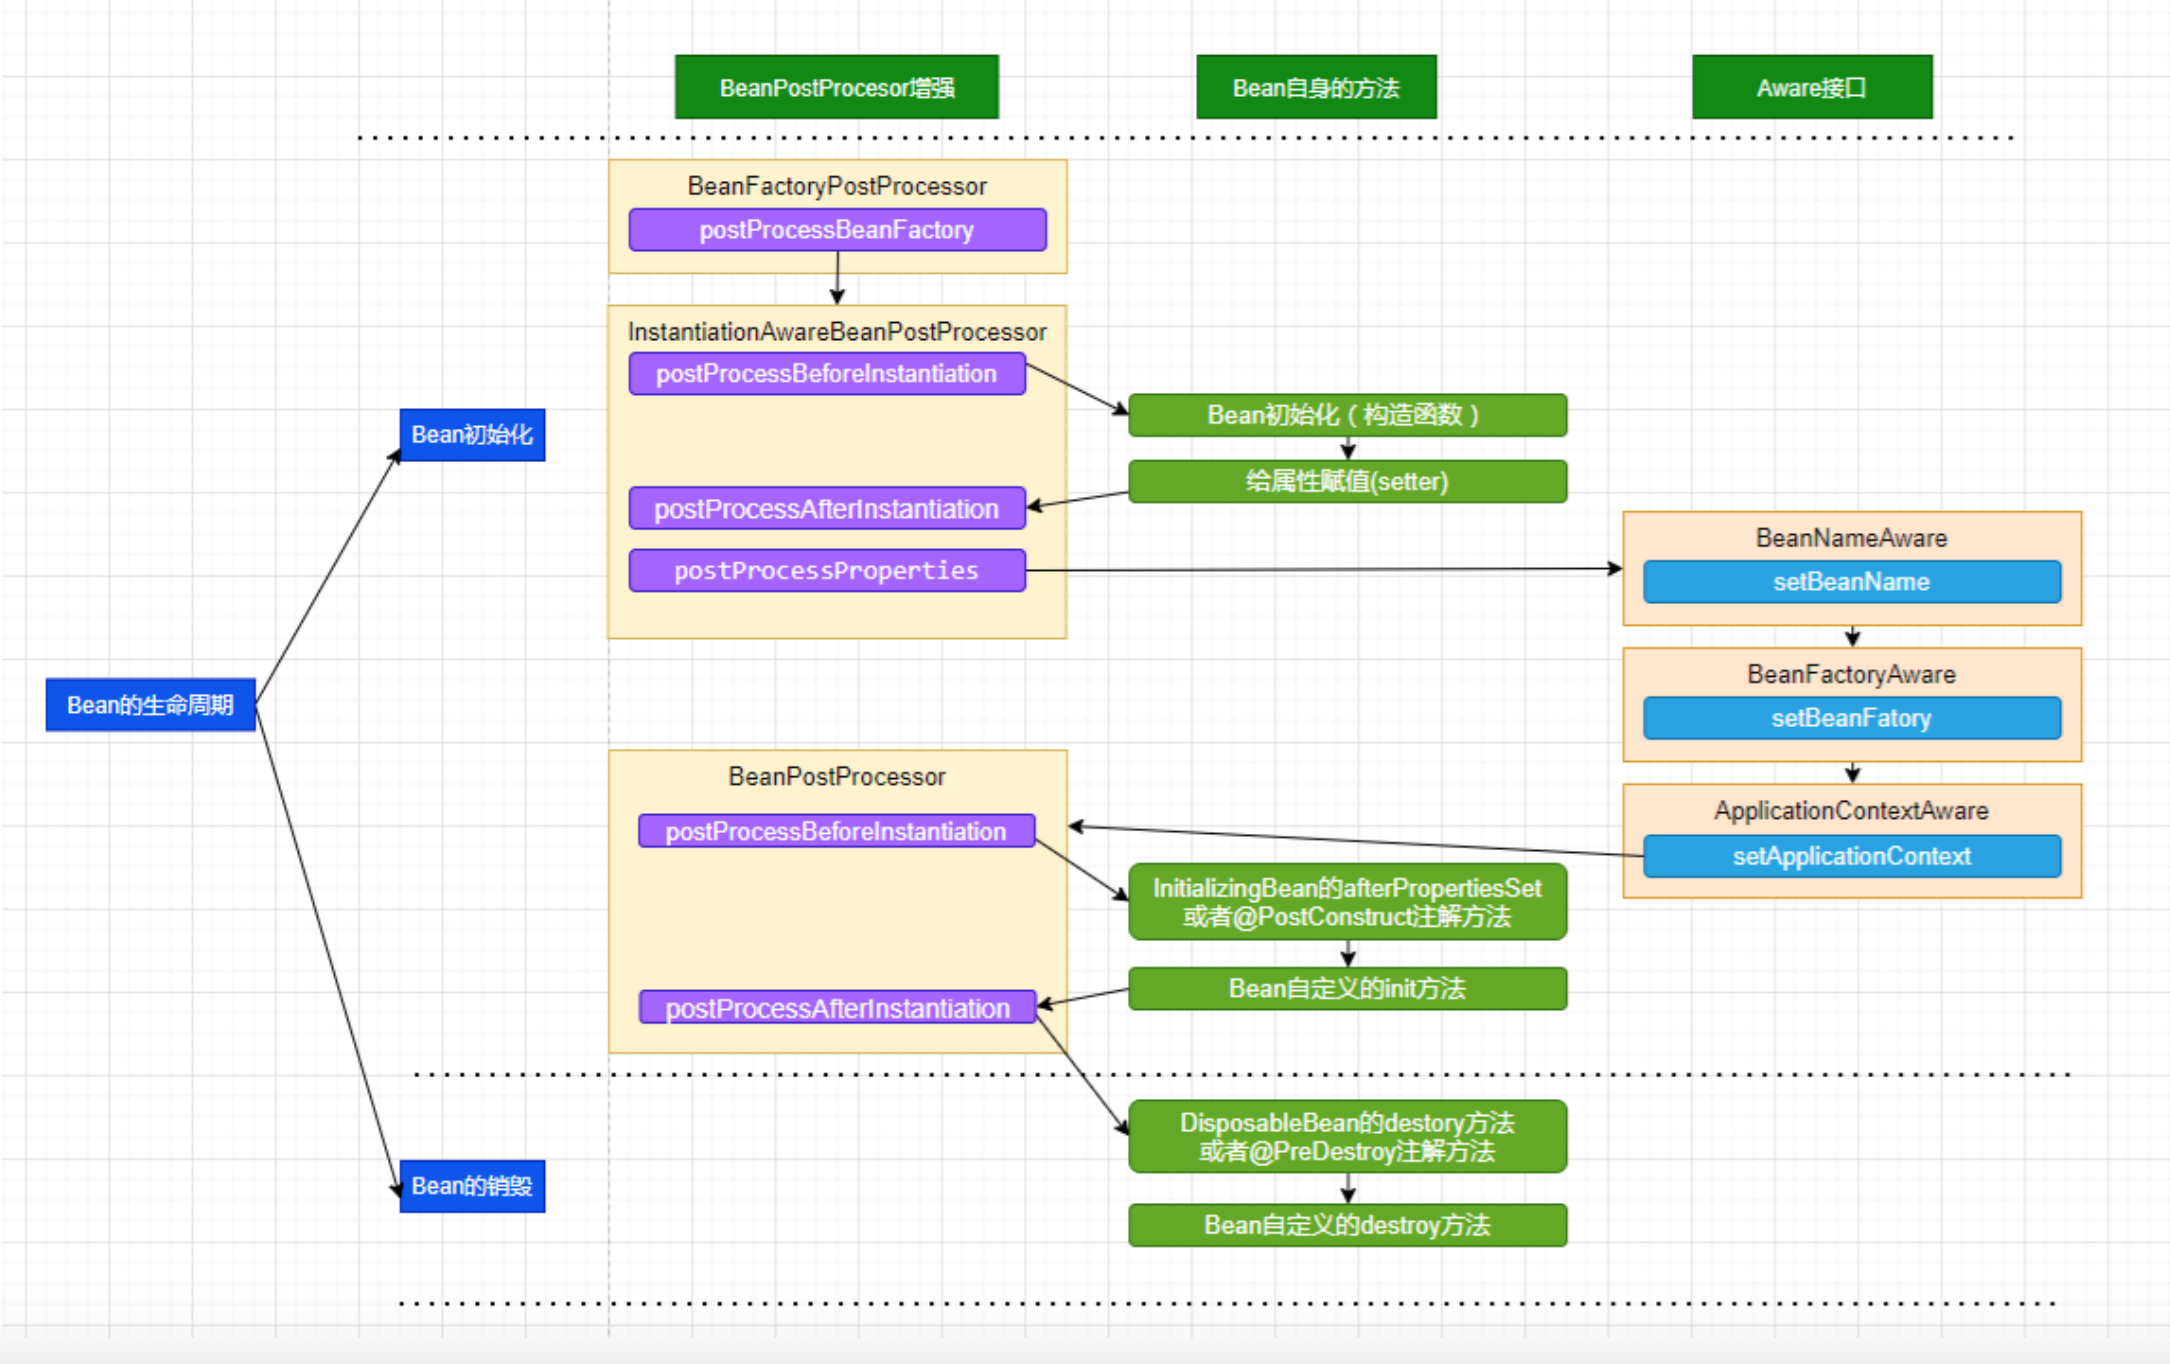 BeanPostProcesor增强
Bean自身的方法
Aware接口
BeanFactoryPostProcessor
postProcessBeanFactory
InstantiationAwareBeanPostProcessor
postProcessBeforeInstantiation
Bean初始化
Bean初始化（构造函数）
给属性赋值(setter)
postProcessAfterInstantiation
postProcessProperties
BeanNameAware
setBeanName
BeanFactoryAware
setBeanFatory
Bean的生命周期
ApplicationContextAware
setApplicationContext
BeanPostProcessor
postProcessBeforeInstantiation
InitializingBean的afterPropertiesSet
或者@PostConstruct注解方法
Bean自定义的init方法
postProcessAfterInstantiation
DisposableBean的destory方法
或者@PreDestroy注解方法
Bean的销毁
Bean自定义的destroy方法